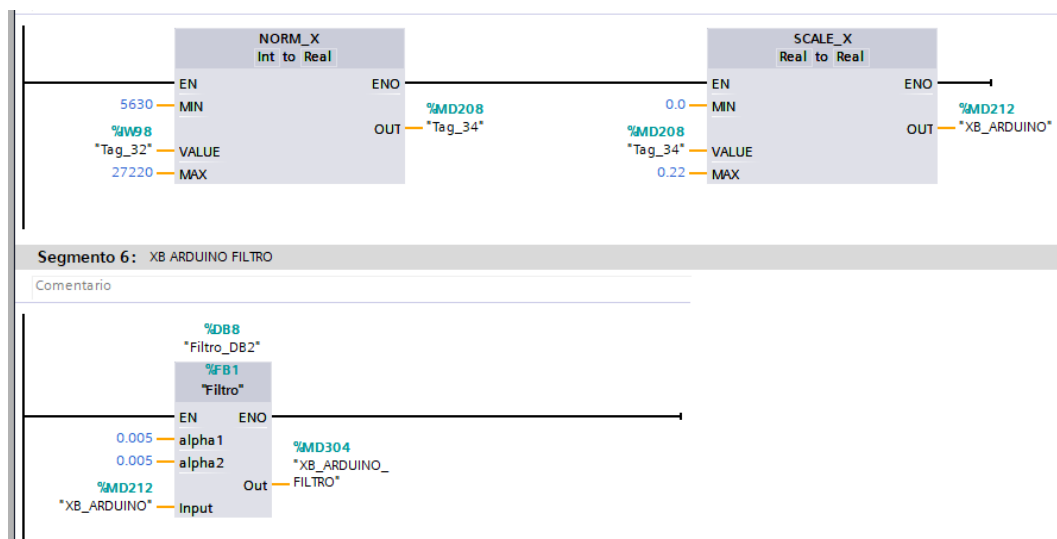 NORM_X
Int to Real
EN
ENO
5630
MIN
%IW98
"Tag_32"
VALUE
27220
MAX
OUT
%MD208
"Tag_34"
SCALE_X
Real to Real
EN
ENO
0.0
MIN
%MD208
"Tag_34"
VALUE
0.22
MAX
OUT
%MD212
"XB_ARDUINO"
Segmento 6: XB ARDUINO FILTRO
Comentario
%DB8
"Filtro_DB2"
%FB1
"Filtro"
EN
ENO
0.005
alpha1
0.005
alpha2
%MD212
"XB_ARDUINO"
Input
Out
%MD304
"XB_ARDUINO_
FILTRO"